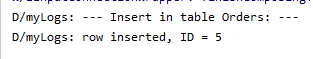 D/myLogs: --- Insert in table Orders: ---
D/myLogs: row inserted, ID = 5